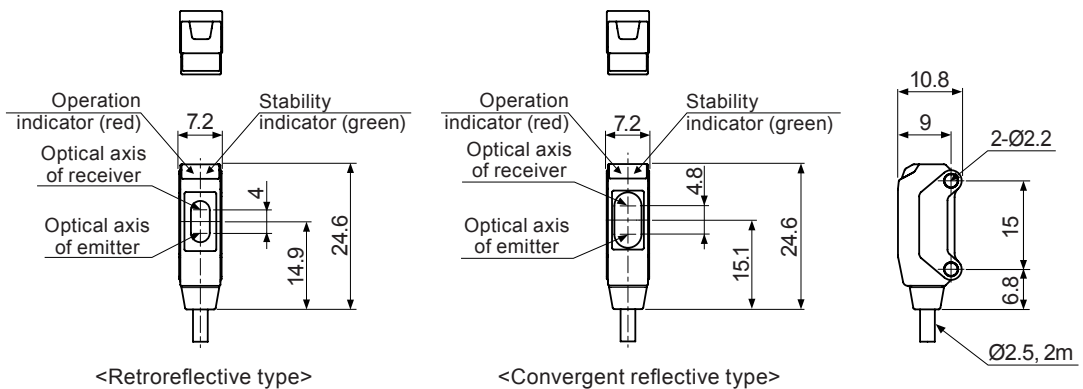 Operation
indicator (red)
7.2
Stability
indicator (green)
Optical axis
of receiver
Optical axis
of emitter
4
14.9
24.6
<Retroreflective type>
Operation
indicator (red)
7.2
Stability
indicator (green)
Optical axis
of receiver
Optical axis
of emitter
4.8
15.1
24.6
<Convergent reflective type>
10.8
9
2-Ø2.2
15
6.8
Ø2.5, 2m